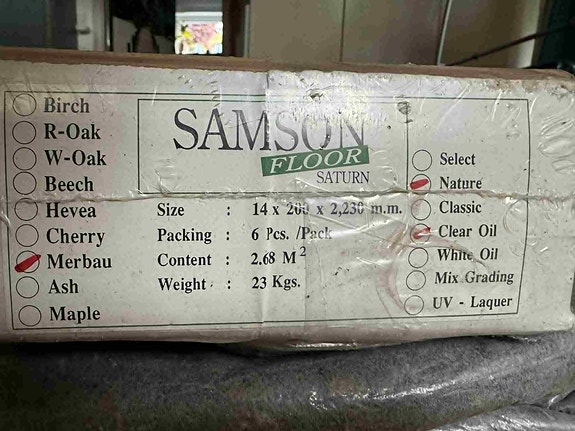 Birch
R-Oak
W-Oak
Beech
Hevea
Cherry
Merbau
Ash
Maple
SAMSON
FLOOR
SATURN
Size : 14 x 200 x 2,230 m.m.
Packing : 6 Pcs. /Pack
Content : 2.68 M²
Weight : 23 Kgs.
Select
Nature
Classic
Clear Oil
White Oil
Mix Grading
UV - Laquer